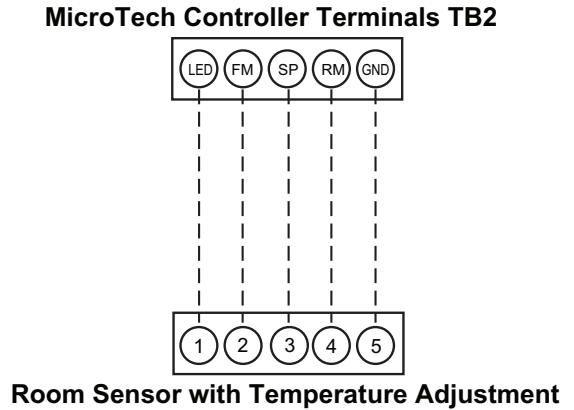 MicroTech Controller Terminals TB2
LED FM SP RM GND
1 2 3 4 5
Room Sensor with Temperature Adjustment